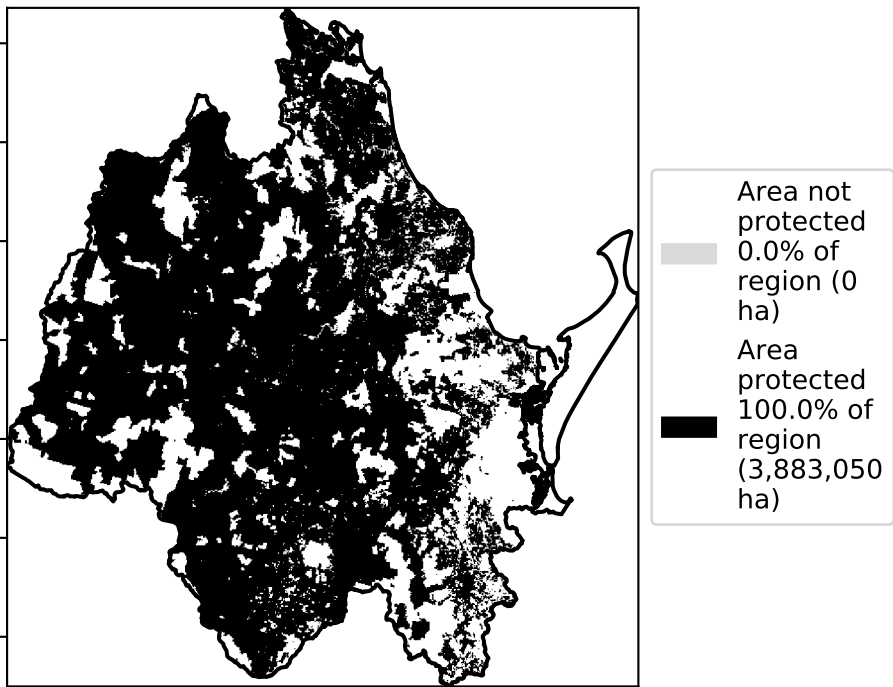 Area not
protected
0.0% of
region (0
ha)
Area
protected
100.0% of
region
(3,883,050
ha)